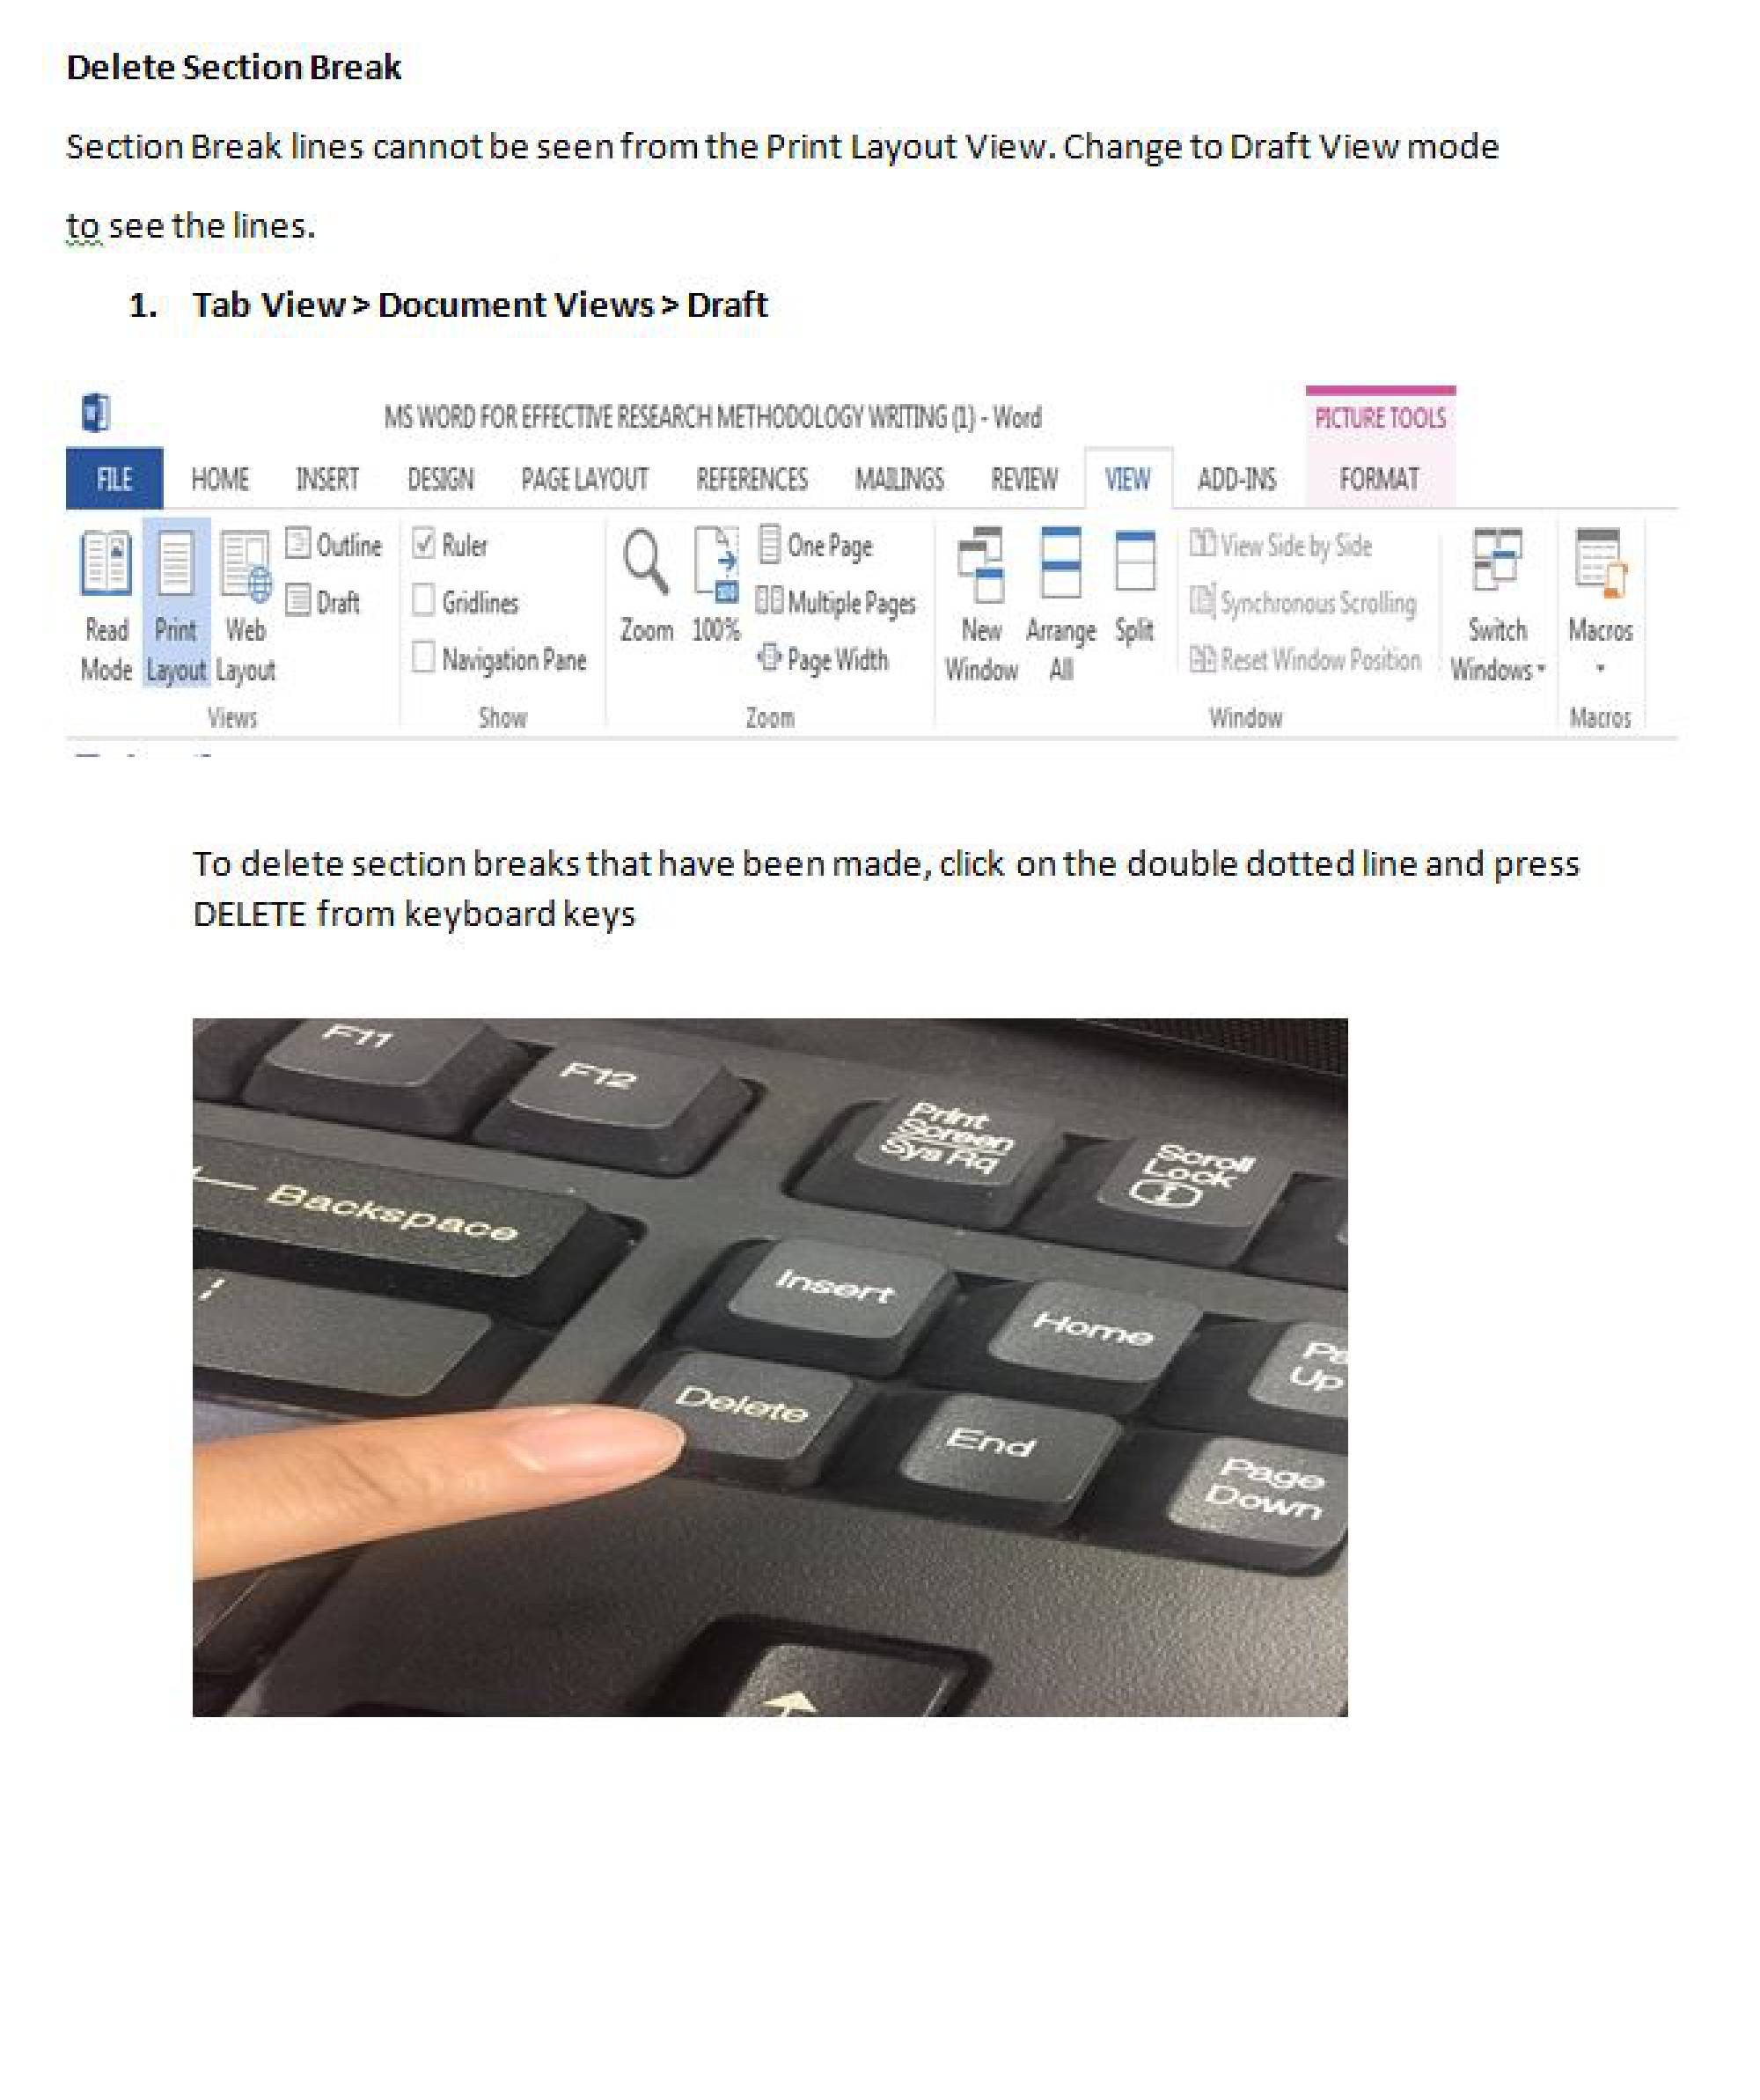 Delete Section Break
Section Break lines cannot be seen from the Print Layout View. Change to Draft View mode
to see the lines.
1. Tab View > Document Views > Draft
MS WORD FOR EFFECTIVE RESEARCH METHODOLOGY WRITING (1) - Word
PICTURE TOOLS
FILE HOME INSERT DESIGN PAGE LAYOUT REFERENCES MAILINGS REVIEW VIEW ADD-INS FORMAT
Read Mode
Print Layout
Web Layout
Outline
Draft
Views
Ruler
Gridlines
Navigation Pane
Show
Zoom
100%
One Page
Multiple Pages
Page Width
Zoom
New Window
Arrange All
Split
View Side by Side
Synchronous Scrolling
Reset Window Position
Switch Windows
Window
Macros
Macros
To delete section breaks that have been made, click on the double dotted line and press
DELETE from keyboard keys
F11
F12
Print
Screen
Sys Rq
Scroll
Lock
Backspace
Insert
Home
Up
Delete
End
Page
Down